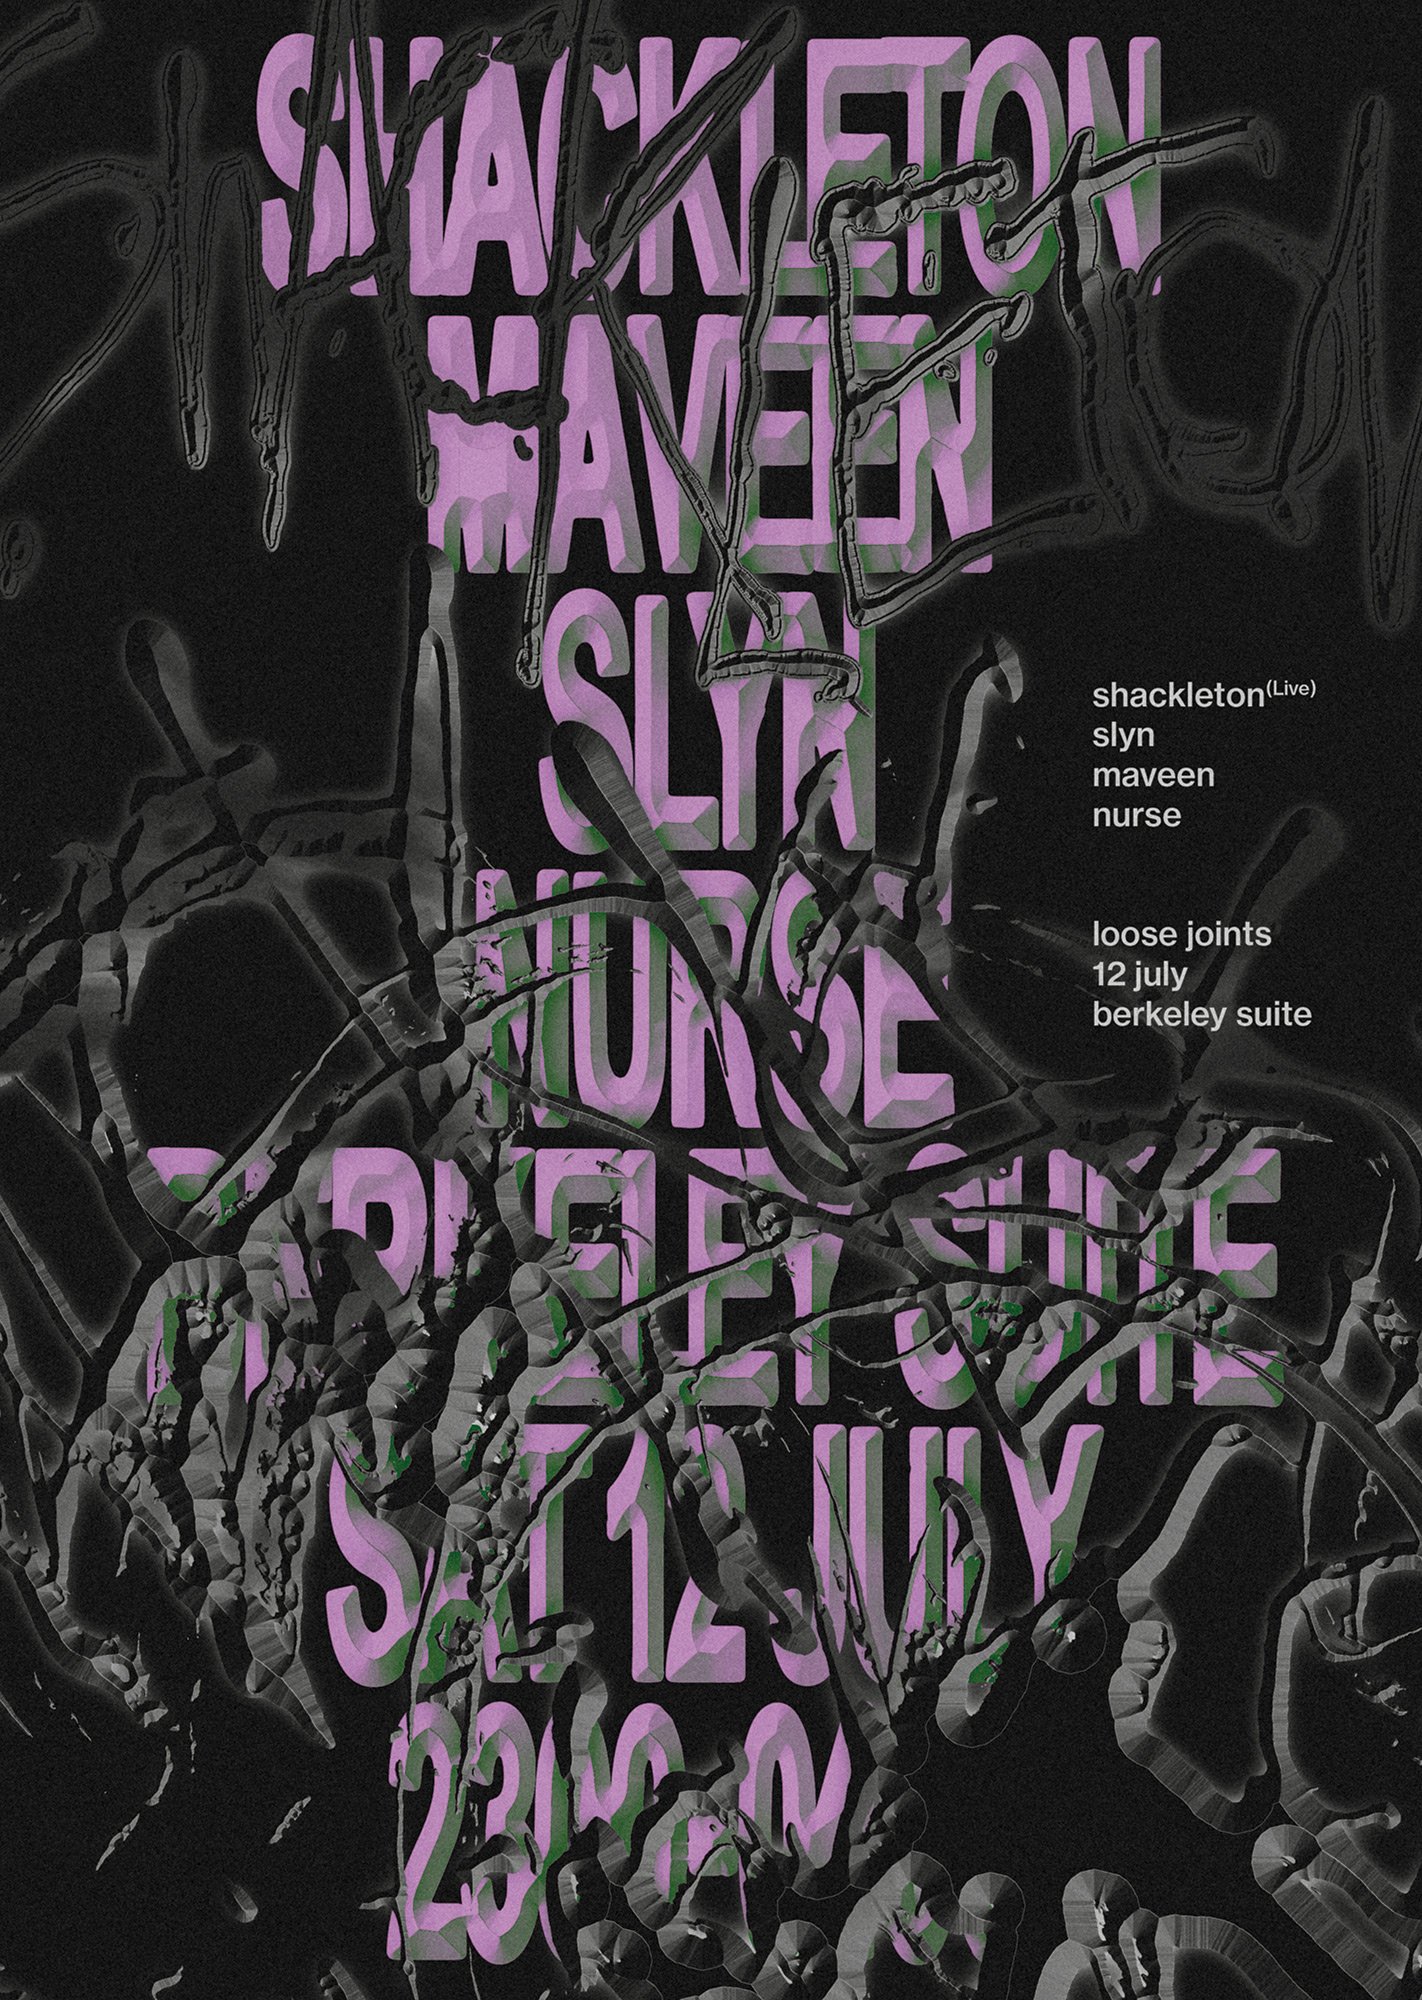 SHACKLETON
MAVEEN
SLYN
NURSE
BERKELEY SUITE
SAT 12 JULY
shackleton(Live)
slyn
maveen
nurse
loose joints
12 july
berkeley suite